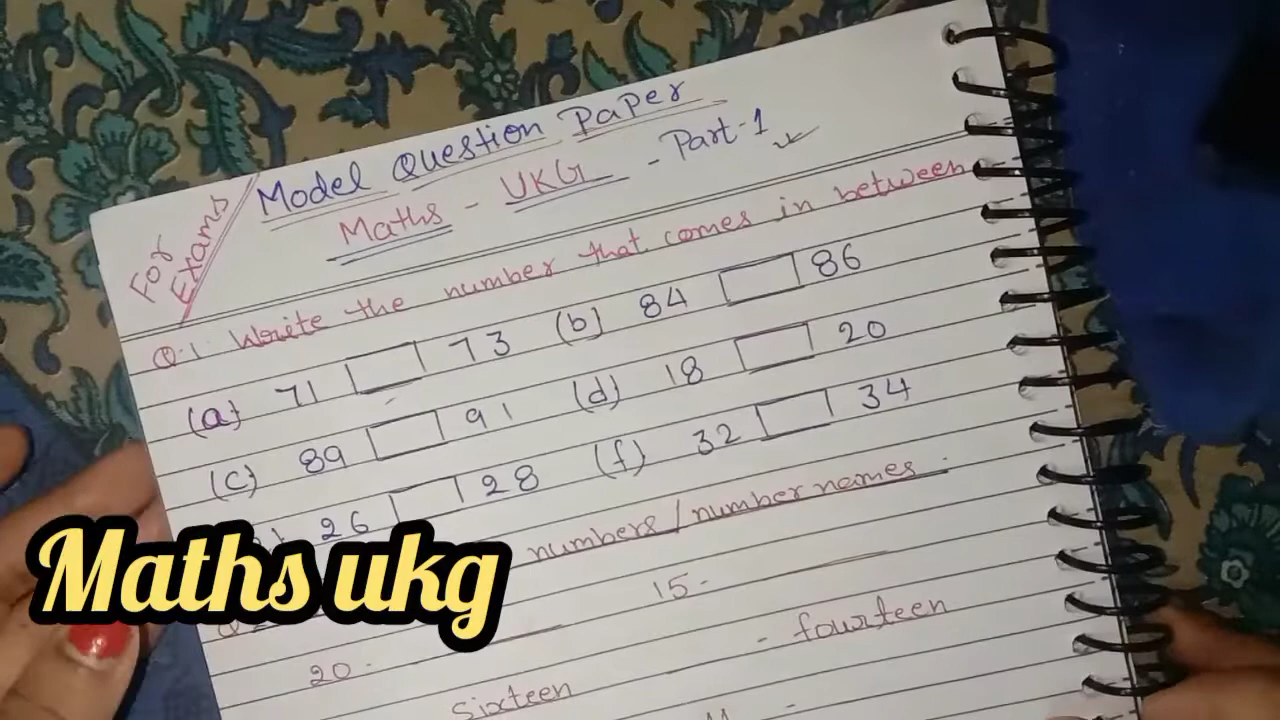 For Exams
Model Question Paper
Maths - UKG - Part-1
Q.1. Write the number that comes in between
(a) 71 73 (b) 84 86
(c) 89 91 (d) 18 20
26 28 (f) 32 34
numbers/number names:
20- 15-
sixteen - fourteen
Maths ukg